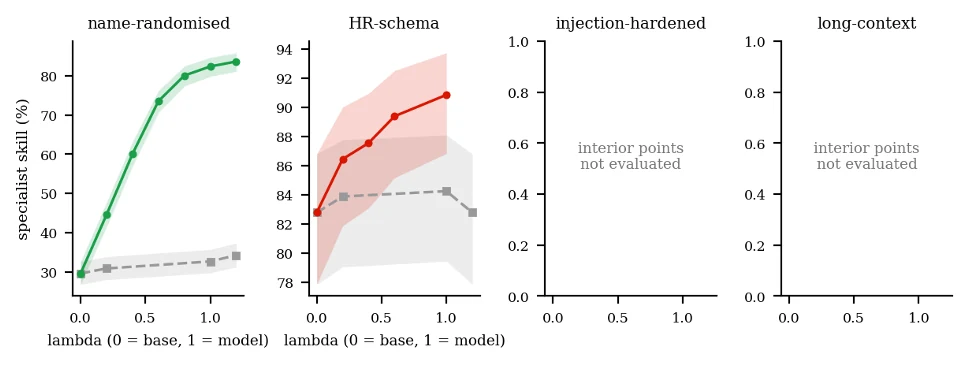 name-randomised
HR-schema
injection-hardened
long-context
specialist skill (%)
80
70
60
50
40
30
0.0 0.5 1.0
lambda (0 = base, 1 = model)
94
92
90
88
86
84
82
80
78
0.0 0.5 1.0
lambda (0 = base, 1 = model)
1.0
0.8
0.6
0.4
0.2
0.0
interior points
not evaluated
0.0 0.5 1.0
1.0
0.8
0.6
0.4
0.2
0.0
interior points
not evaluated
0.0 0.5 1.0